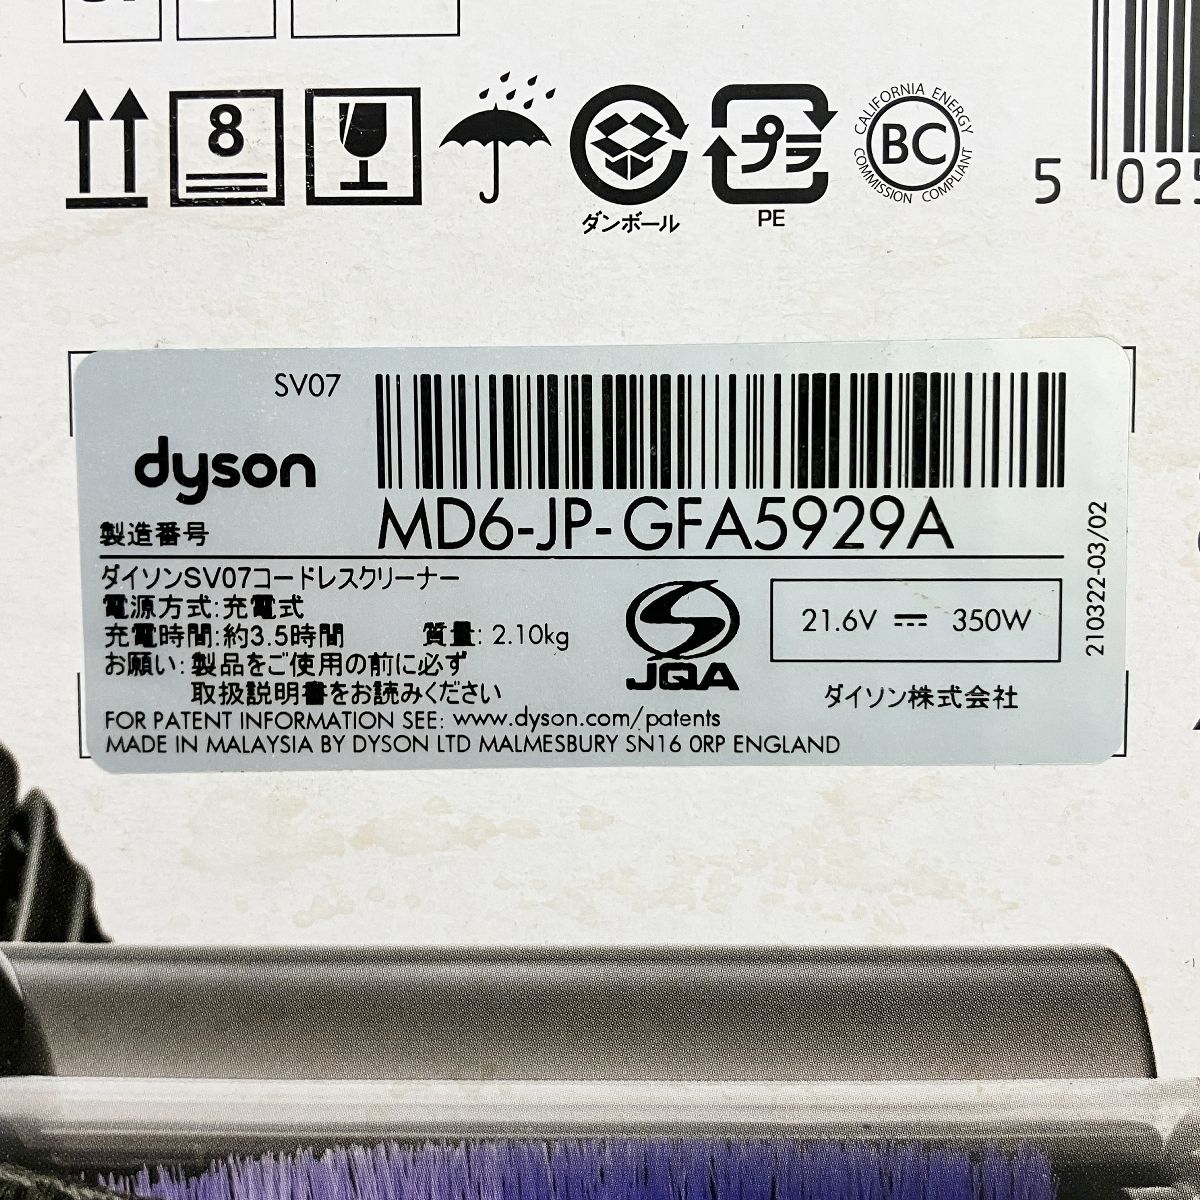 8
ダンボール
プラ
PE
CALIFORNIA ENERGY
BC
COMMISSION COMPLIANT
5 025
SV07
dyson
製造番号
MD6-JP-GFA5929A
ダイソンSV07コードレスクリーナー
電源方式:充電式
充電時間:約3.5時間 質量: 2.10kg
お願い: 製品をご使用の前に必ず
取扱説明書をお読みください
JQA
21.6V ⎓ 350W
ダイソン株式会社
210322-03/02
FOR PATENT INFORMATION SEE: www.dyson.com/patents
MADE IN MALAYSIA BY DYSON LTD MALMESBURY SN16 0RP ENGLAND